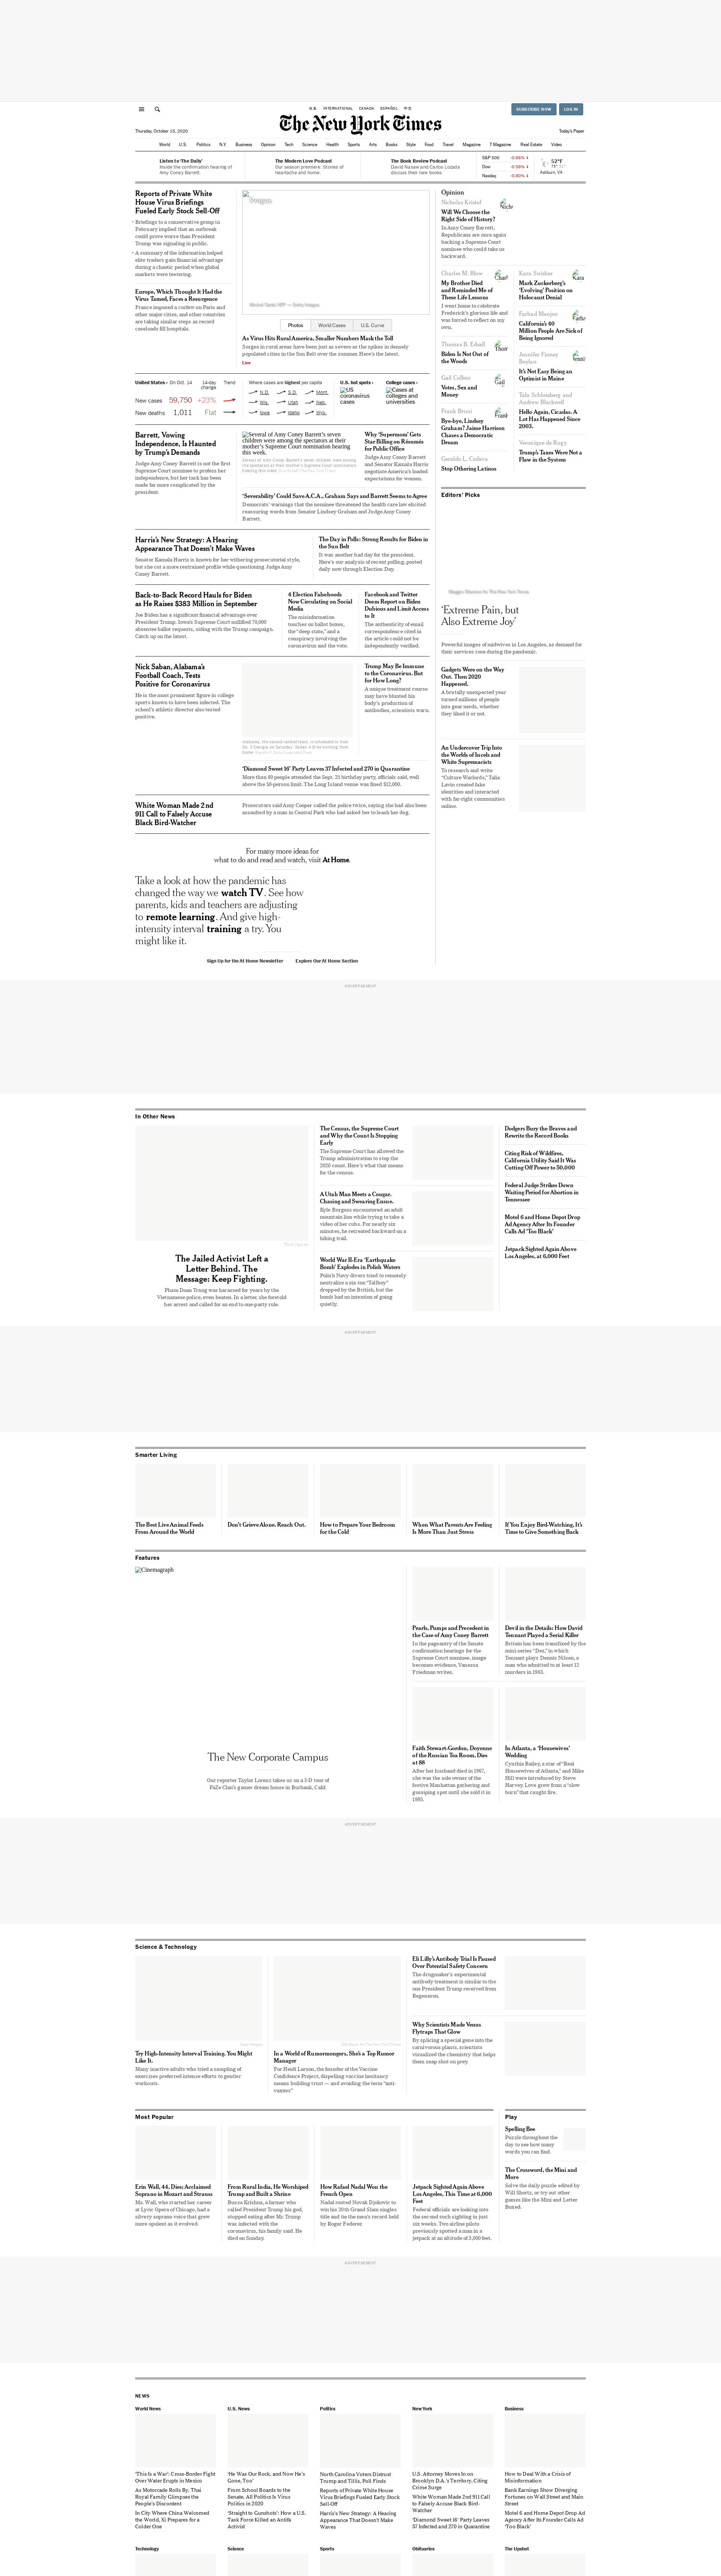 U.S. INTERNATIONAL CANADA ESPAÑOL 中文
SUBSCRIBE NOW LOG IN
The New York Times
Thursday, October 15, 2020
Today's Paper
World U.S. Politics N.Y. Business Opinion Tech Science Health Sports Arts Books Style Food Travel Magazine T Magazine Real Estate Video
Listen to 'The Daily'
Inside the confirmation hearing of
Amy Coney Barrett.
The Modern Love Podcast
Our season premiere: Stories of
heartache and home.
The Book Review Podcast
David Nasaw and Carlos Lozada
discuss their new books.
S&P 500 -0.66% ↓
Dow -0.58% ↓
Nasdaq -0.80% ↓
52°F
Ashburn, VA
Reports of Private White
House Virus Briefings
Fueled Early Stock Sell-Off
• Briefings to a conservative group in
February implied that an outbreak
could prove worse than President
Trump was signaling in public.
• A summary of the information helped
elite traders gain financial advantage
during a chaotic period when global
markets were teetering.
Europe, Which Thought It Had the
Virus Tamed, Faces a Resurgence
France imposed a curfew on Paris and
other major cities, and other countries
are taking similar steps as record
caseloads fill hospitals.
Photos World Cases U.S. Curve
As Virus Hits Rural America, Smaller Numbers Mask the Toll
Surges in rural areas have been just as severe as the spikes in densely
populated cities in the Sun Belt over the summer. Here's the latest.
Live
United States › On Oct. 14 14-day
change Trend
New cases 59,750 +23%
New deaths 1,011 Flat
Where cases are highest per capita
N.D. S.D. Mont.
Wis. Utah Neb.
Iowa Idaho Wyo.
U.S. hot spots ›
US
coronavirus
cases
College cases ›
Cases at
colleges and
universities
Barrett, Vowing
Independence, Is Haunted
by Trump's Demands
Judge Amy Coney Barrett is not the first
Supreme Court nominee to profess her
independence, but her task has been
made far more complicated by the
president.
Several of Amy Coney Barrett's seven
children were among the spectators at their
mother's Supreme Court nomination hearing
this week.
Why 'Supermom' Gets
Star Billing on Résumés
for Public Office
Judge Amy Coney Barrett
and Senator Kamala Harris
negotiate America's loaded
expectations for women.
'Severability' Could Save A.C.A., Graham Says and Barrett Seems to Agree
Democrats' warnings that the nominee threatened the health care law elicited
reassuring words from Senator Lindsey Graham and Judge Amy Coney
Barrett.
Harris's New Strategy: A Hearing
Appearance That Doesn't Make Waves
Senator Kamala Harris is known for her withering prosecutorial style,
but she cut a more restrained profile while questioning Judge Amy
Coney Barrett.
The Day in Polls: Strong Results for Biden in
the Sun Belt
It was another bad day for the president.
Here's our analysis of recent polling, posted
daily now through Election Day.
Back-to-Back Record Hauls for Biden
as He Raises $383 Million in September
Joe Biden has a significant financial advantage over
President Trump. Iowa's Supreme Court nullified 70,000
absentee ballot requests, siding with the Trump campaign.
Catch up on the latest.
4 Election Falsehoods
Now Circulating on Social
Media
The misinformation
touches on ballot boxes,
the "deep state," and a
conspiracy involving the
coronavirus and the vote.
Facebook and Twitter
Deem Report on Biden
Dubious and Limit Access
to It
The authenticity of email
correspondence cited in
the article could not be
independently verified.
Nick Saban, Alabama's
Football Coach, Tests
Positive for Coronavirus
He is the most prominent figure in college
sports known to have been infected. The
school's athletic director also tested
positive.
Alabama, the second-ranked team, is scheduled to host
No. 3 Georgia on Saturday. Saban will be working from
home.
Trump May Be Immune
to the Coronavirus. But
for How Long?
A unique treatment course
may have blunted his
body's production of
antibodies, scientists warn.
'Diamond Sweet 16' Party Leaves 37 Infected and 270 in Quarantine
More than 80 people attended the Sept. 25 birthday party, officials said, well
above the 50-person limit. The Long Island venue was fined $12,000.
White Woman Made 2nd
911 Call to Falsely Accuse
Black Bird-Watcher
Prosecutors said Amy Cooper called the police twice, saying she had also been
assaulted by a man in Central Park who had asked her to leash her dog.
For many more ideas for
what to do and read and watch, visit At Home.
Take a look at how the pandemic has
changed the way we watch TV. See how
parents, kids and teachers are adjusting
to remote learning. And give high-
intensity interval training a try. You
might like it.
Sign Up for the At Home Newsletter Explore Our At Home Section
Opinion
Nicholas Kristof
Will We Choose the
Right Side of History?
In Amy Coney Barrett,
Republicans are once again
backing a Supreme Court
nominee who could take us
backward.
Charles M. Blow
My Brother Died
and Reminded Me of
These Life Lessons
I went home to celebrate
Frederick's glorious life and
was forced to reflect on my
own.
Thomas B. Edsall
Biden Is Not Out of
the Woods
Gail Collins
Votes, Sex and
Money
Frank Bruni
Bye-bye, Lindsey
Graham? Jaime Harrison
Chases a Democratic
Dream
Geraldo L. Cadava
Stop Othering Latinos
Kara Swisher
Mark Zuckerberg's
'Evolving' Position on
Holocaust Denial
Farhad Manjoo
California's 40
Million People Are Sick of
Being Ignored
Jennifer Finney
Boylan
It's Not Easy Being an
Optimist in Maine
Tala Schlossberg and
Andrew Blackwell
Hello Again, Cicadas. A
Lot Has Happened Since
2003.
Veronique de Rugy
Trump's Taxes Were Not a
Flaw in the System
Editors' Picks
'Extreme Pain, but
Also Extreme Joy'
Powerful images of midwives in Los Angeles, as demand for
their services rose during the pandemic.
Gadgets Were on the Way
Out. Then 2020
Happened.
A brutally unexpected year
turned millions of people
into gear nerds, whether
they liked it or not.
An Undercover Trip Into
the Worlds of Incels and
White Supremacists
To research and write
"Culture Warlords," Talia
Lavin created fake
identities and interacted
with far-right communities
online.
ADVERTISEMENT
In Other News
The Jailed Activist Left a
Letter Behind. The
Message: Keep Fighting.
Pham Doan Trang was harassed for years by the
Vietnamese police, even beaten. In a letter, she foretold
her arrest and called for an end to one-party rule.
The Census, the Supreme Court
and Why the Count Is Stopping
Early
The Supreme Court has allowed the
Trump administration to stop the
2020 count. Here's what that means
for the census.
A Utah Man Meets a Cougar.
Chasing and Swearing Ensue.
Kyle Burgess encountered an adult
mountain lion while trying to take a
video of her cubs. For nearly six
minutes, he retreated backward on a
hiking trail.
World War II-Era 'Earthquake
Bomb' Explodes in Polish Waters
Polish Navy divers tried to remotely
neutralize a six-ton "Tallboy"
dropped by the British, but the
bomb had no intention of going
quietly.
Dodgers Bury the Braves and
Rewrite the Record Books
Citing Risk of Wildfires,
California Utility Said It Was
Cutting Off Power to 50,000
Federal Judge Strikes Down
Waiting Period for Abortion in
Tennessee
Motel 6 and Home Depot Drop
Ad Agency After Its Founder
Calls Ad 'Too Black'
Jetpack Sighted Again Above
Los Angeles, at 6,000 Feet
ADVERTISEMENT
Smarter Living
The Best Live Animal Feeds
From Around the World
Don't Grieve Alone. Reach Out.
How to Prepare Your Bedroom
for the Cold
When What Parents Are Feeling
Is More Than Just Stress
If You Enjoy Bird-Watching, It's
Time to Give Something Back
Features
Cinemagraph
The New Corporate Campus
Our reporter Taylor Lorenz takes us on a 3-D tour of
FaZe Clan's gamer dream house in Burbank, Calif.
Pearls, Pumps and Precedent in
the Case of Amy Coney Barrett
In the pageantry of the Senate
confirmation hearings for the
Supreme Court nominee, image
becomes evidence, Vanessa
Friedman writes.
Devil in the Details: How David
Tennant Played a Serial Killer
Britain has been transfixed by the
mini-series "Des," in which
Tennant plays Dennis Nilsen, a
man who admitted to at least 12
murders in 1983.
Faith Stewart-Gordon, Doyenne
of the Russian Tea Room, Dies
at 88
After her husband died in 1967,
she was the sole owner of the
festive Manhattan gathering and
gossiping spot until she sold it in
1995.
In Atlanta, a 'Housewives'
Wedding
Cynthia Bailey, a star of "Real
Housewives of Atlanta," and Mike
Hill were introduced by Steve
Harvey. Love grew from a "slow
burn" that caught fire.
ADVERTISEMENT
Science & Technology
Try High-Intensity Interval Training. You Might
Like It.
Many inactive adults who tried a sampling of
exercises preferred intense efforts to gentler
workouts.
In a World of Rumormongers, She's a Top Rumor
Manager
For Heidi Larson, the founder of the Vaccine
Confidence Project, dispelling vaccine hesitancy
means building trust — and avoiding the term "anti-
vaxxer."
Eli Lilly's Antibody Trial Is Paused
Over Potential Safety Concern
The drugmaker's experimental
antibody treatment is similar to the
one President Trump received from
Regeneron.
Why Scientists Made Venus
Flytraps That Glow
By splicing a special gene into the
carnivorous plants, scientists
visualized the chemistry that helps
them snap shut on prey.
Most Popular
Erin Wall, 44, Dies; Acclaimed
Soprano in Mozart and Strauss
Ms. Wall, who started her career
at Lyric Opera of Chicago, had a
silvery soprano voice that grew
more opulent as it evolved.
From Rural India, He Worshiped
Trump and Built a Shrine
Bussa Krishna, a farmer who
called President Trump his god,
stopped eating after Mr. Trump
was infected with the
coronavirus, his family said. He
died on Sunday.
How Rafael Nadal Won the
French Open
Nadal routed Novak Djokovic to
win his 20th Grand Slam singles
title and tie the men's record held
by Roger Federer.
Jetpack Sighted Again Above
Los Angeles, This Time at 6,000
Feet
Federal officials are looking into
the second such sighting in just
six weeks. Two airline pilots
previously spotted a man in a
jetpack at an altitude of 3,000 feet.
Play
Spelling Bee
Puzzle throughout the
day to see how many
words you can find.
The Crossword, the Mini and
More
Solve the daily puzzle edited by
Will Shortz, or try out other
games like the Mini and Letter
Boxed.
ADVERTISEMENT
NEWS
World News
'This Is a War': Cross-Border Fight
Over Water Erupts in Mexico
As Motorcade Rolls By, Thai
Royal Family Glimpses the
People's Discontent
In City Where China Welcomed
the World, Xi Prepares for a
Colder One
U.S. News
'He Was Our Rock, and Now He's
Gone, Too'
From School Boards to the
Senate, All Politics Is Virus
Politics in 2020
'Straight to Gunshots': How a U.S.
Task Force Killed an Antifa
Activist
Politics
North Carolina Voters Distrust
Trump and Tillis, Poll Finds
Reports of Private White House
Virus Briefings Fueled Early Stock
Sell-Off
Harris's New Strategy: A Hearing
Appearance That Doesn't Make
Waves
New York
U.S. Attorney Moves In on
Brooklyn D.A.'s Territory, Citing
Crime Surge
White Woman Made 2nd 911 Call
to Falsely Accuse Black Bird-
Watcher
'Diamond Sweet 16' Party Leaves
37 Infected and 270 in Quarantine
Business
How to Deal With a Crisis of
Misinformation
Bank Earnings Show Diverging
Fortunes on Wall Street and Main
Street
Motel 6 and Home Depot Drop Ad
Agency After Its Founder Calls Ad
'Too Black'
Technology
Science
Sports
Obituaries
The Upshot